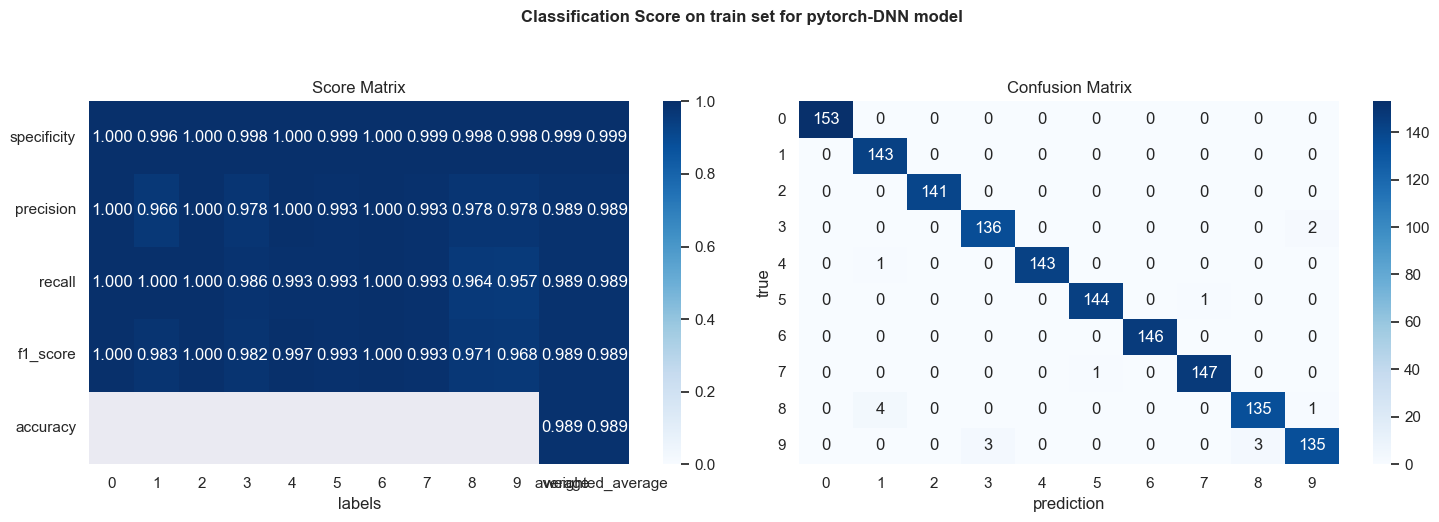 Classification Score on train set for pytorch-DNN model
Score Matrix
specificity 1.000 0.996 1.000 0.998 1.000 0.999 1.000 0.999 0.998 0.998 0.999 0.999
precision 1.000 0.966 1.000 0.978 1.000 0.993 1.000 0.993 0.978 0.978 0.989 0.989
recall 1.000 1.000 1.000 0.986 0.993 0.993 1.000 0.993 0.964 0.957 0.989 0.989
f1_score 1.000 0.983 1.000 0.982 0.997 0.993 1.000 0.993 0.971 0.968 0.989 0.989
accuracy 0.989 0.989
0 1 2 3 4 5 6 7 8 9 average weighted_average
labels
1.0
0.8
0.6
0.4
0.2
0.0
Confusion Matrix
true
0 153 0 0 0 0 0 0 0 0 0
1 0 143 0 0 0 0 0 0 0 0
2 0 0 141 0 0 0 0 0 0 0
3 0 0 0 136 0 0 0 0 0 2
4 0 1 0 0 143 0 0 0 0 0
5 0 0 0 0 0 144 0 1 0 0
6 0 0 0 0 0 0 146 0 0 0
7 0 0 0 0 0 1 0 147 0 0
8 0 4 0 0 0 0 0 0 135 1
9 0 0 0 3 0 0 0 0 3 135
0 1 2 3 4 5 6 7 8 9
prediction
140
120
100
80
60
40
20
0